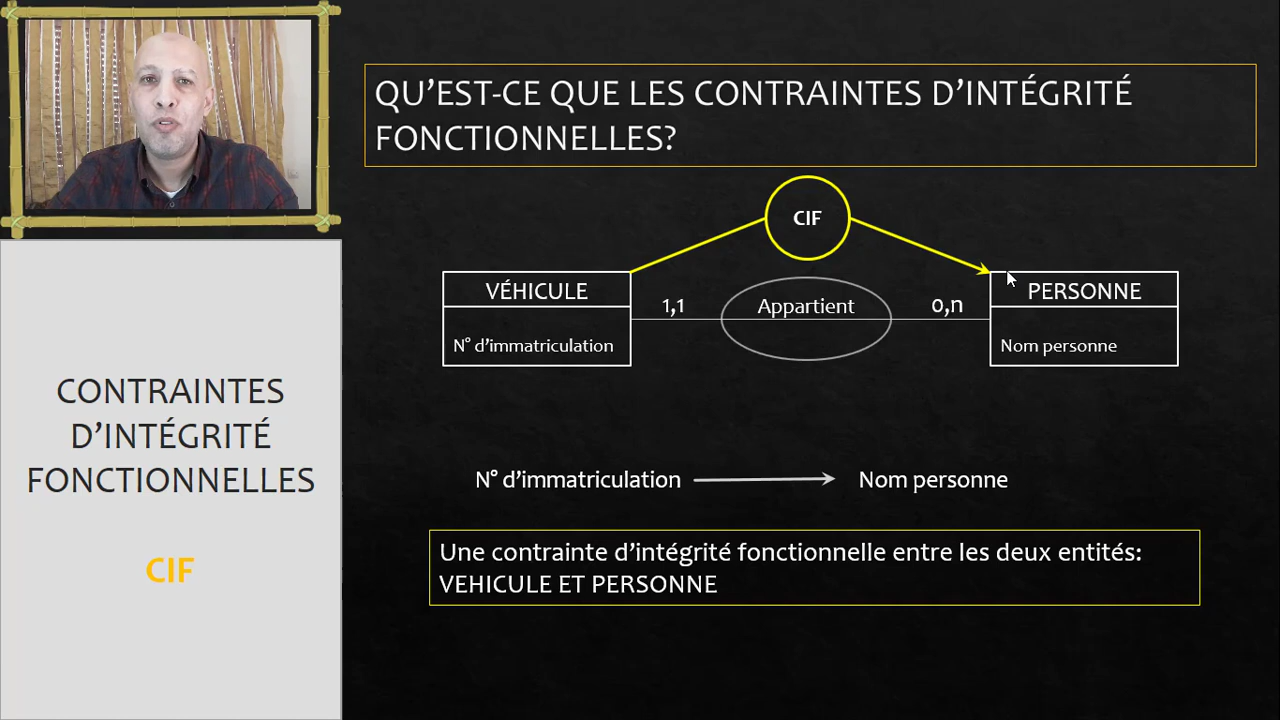 QU’EST-CE QUE LES CONTRAINTES D’INTÉGRITÉ
FONCTIONNELLES?
CIF
VÉHICULE
1,1
Appartient
0,n
PERSONNE
N° d’immatriculation
Nom personne
CONTRAINTES
D’INTÉGRITÉ
FONCTIONNELLES
CIF
N° d’immatriculation
Nom personne
Une contrainte d’intégrité fonctionnelle entre les deux entités:
VEHICULE ET PERSONNE